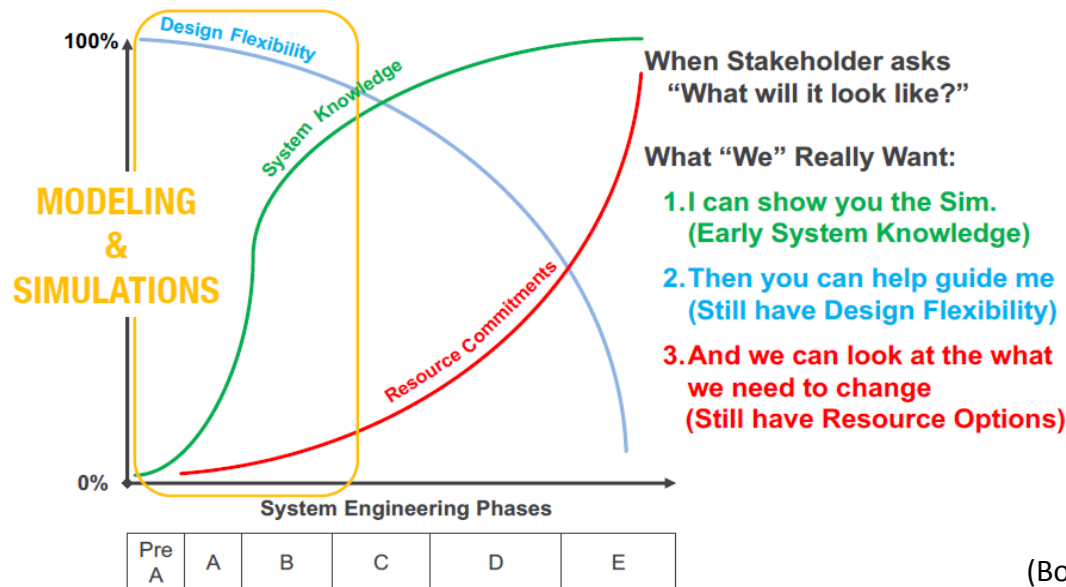 Design Flexibility
100%
System Knowledge
When Stakeholder asks
“What will it look like?”
What “We” Really Want:
MODELING
&
SIMULATIONS
1.I can show you the Sim.
(Early System Knowledge)
2.Then you can help guide me
(Still have Design Flexibility)
3.And we can look at the what
we need to change
(Still have Resource Options)
Resource Commitments
0%
System Engineering Phases
Pre
A
A
B
C
D
E
(Bo